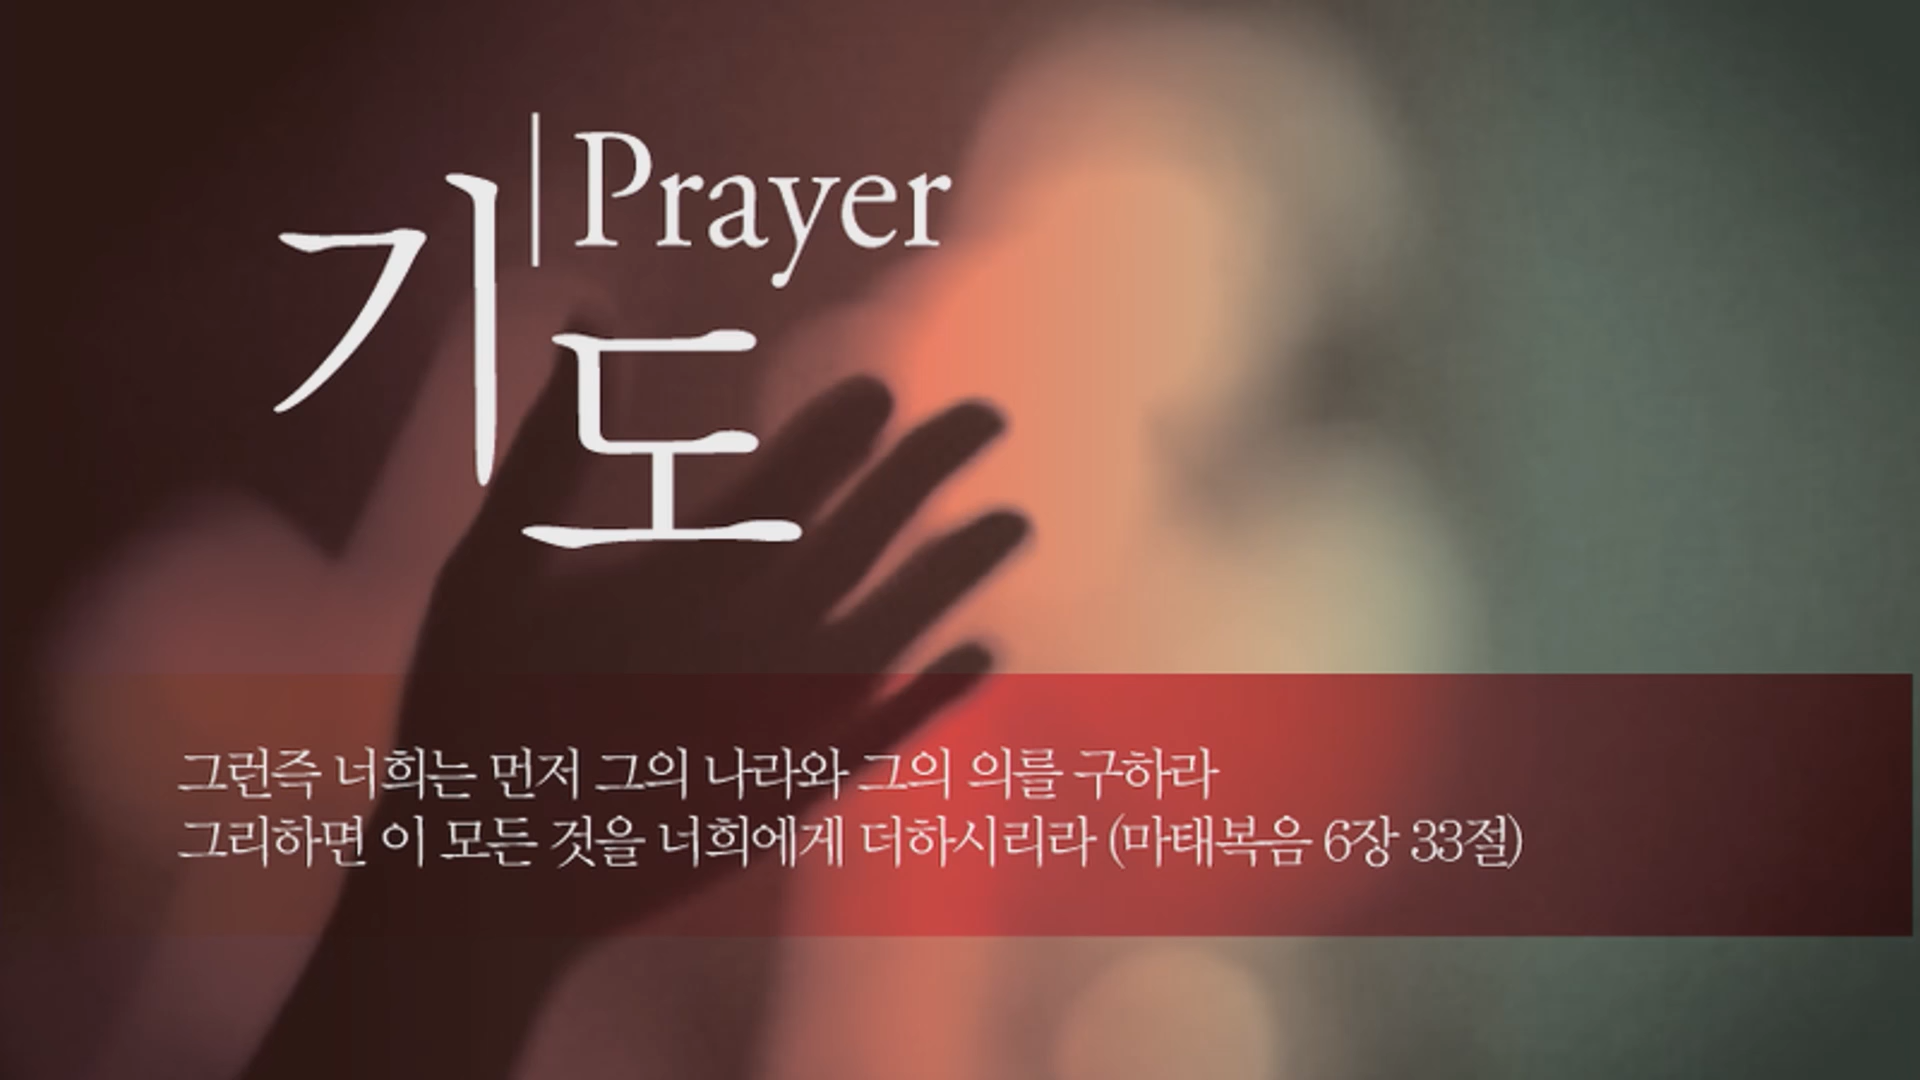 기도 | Prayer
그런즉 너희는 먼저 그의 나라와 그의 의를 구하라
그리하면 이 모든 것을 너희에게 더하시리라 (마태복음 6장 33절)